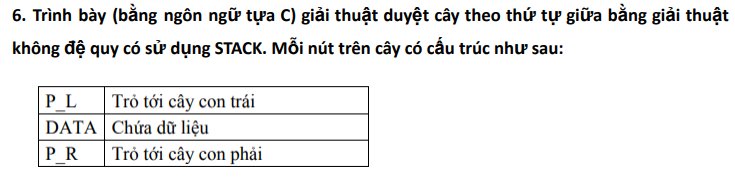 6. Trình bày (bằng ngôn ngữ tựa C) giải thuật duyệt cây theo thứ tự giữa bằng giải thuật
không đệ quy có sử dụng STACK. Mỗi nút trên cây có cấu trúc như sau:
P_L Trỏ tới cây con trái
DATA Chứa dữ liệu
P_R Trỏ tới cây con phải